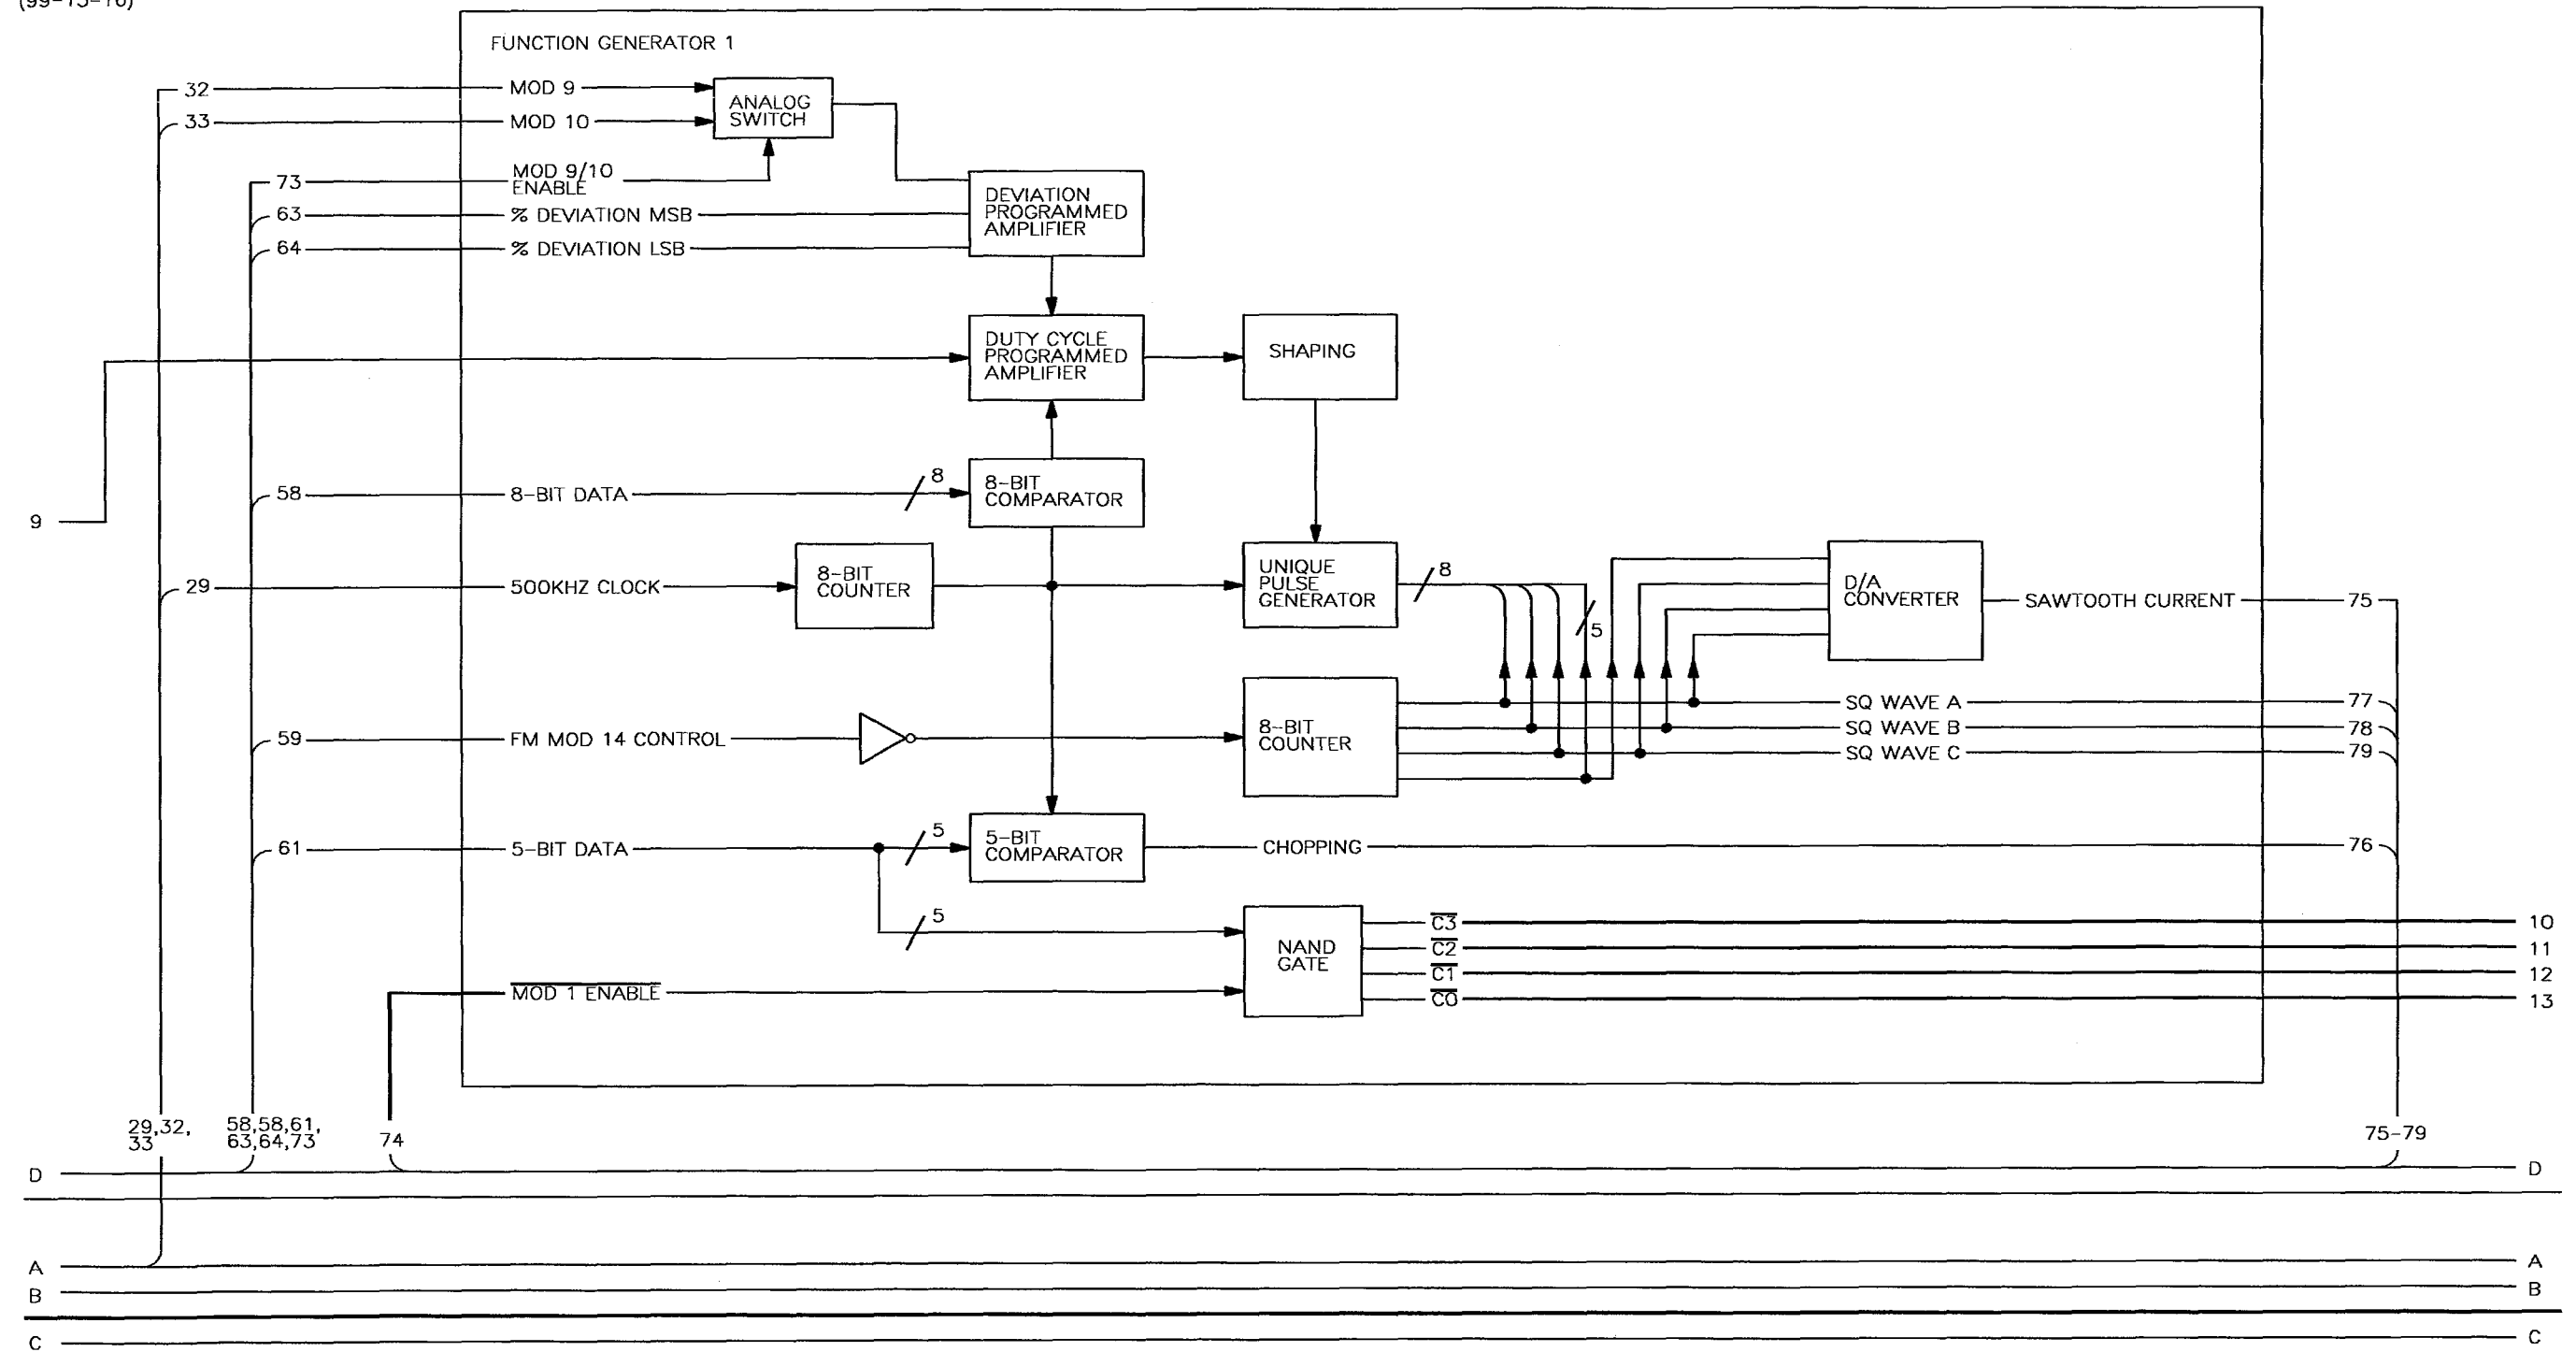 (99-15-16)
FUNCTION GENERATOR 1
32
MOD 9
33
MOD 10
ANALOG
SWITCH
73
MOD 9/10
ENABLE
63
% DEVIATION MSB
64
% DEVIATION LSB
DEVIATION
PROGRAMMED
AMPLIFIER
DUTY CYCLE
PROGRAMMED
AMPLIFIER
SHAPING
9
58
8-BIT DATA
8
8-BIT
COMPARATOR
29
500KHZ CLOCK
8-BIT
COUNTER
UNIQUE
PULSE
GENERATOR
8
5
D/A
CONVERTER
SAWTOOTH CURRENT
75
59
FM MOD 14 CONTROL
8-BIT
COUNTER
SQ WAVE A
77
SQ WAVE B
78
SQ WAVE C
79
61
5-BIT DATA
5
5-BIT
COMPARATOR
CHOPPING
76
5
NAND
GATE
C3
10
C2
11
C1
12
C0
13
MOD 1 ENABLE
29,32,
33
58,58,61,
63,64,73
74
75-79
D
D
A
A
B
B
C
C